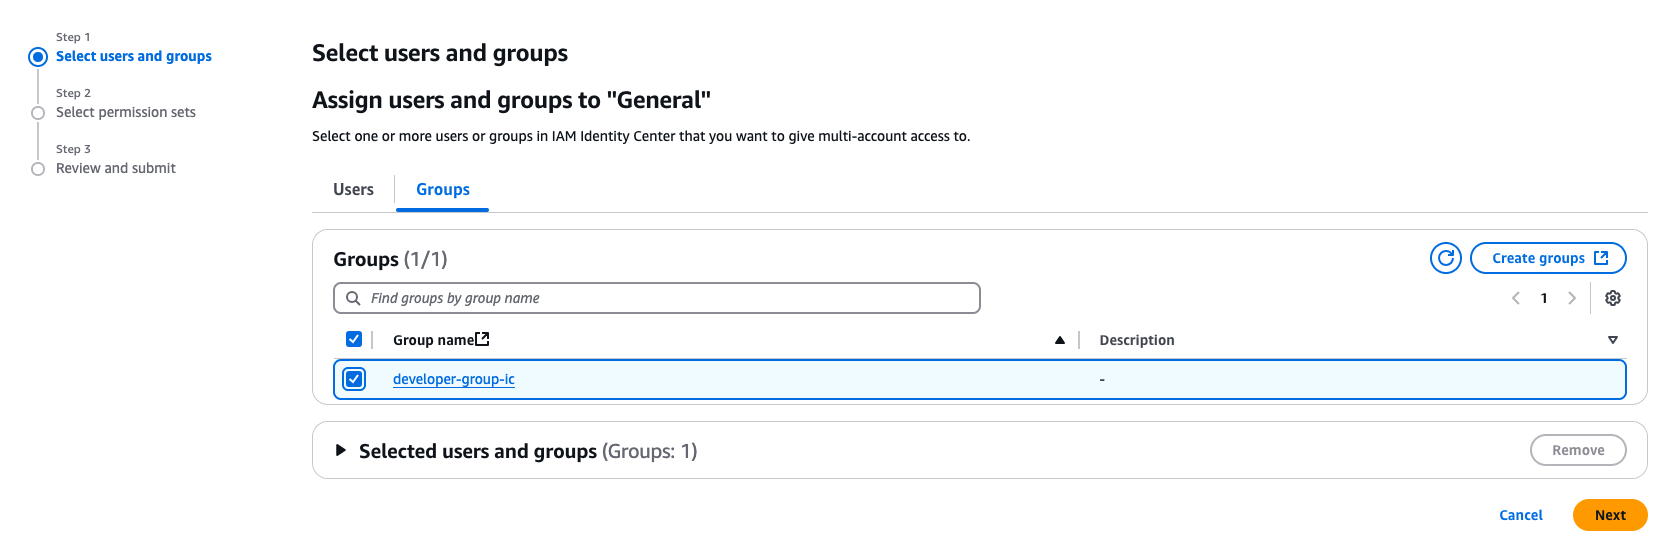 Step 1
Select users and groups
Step 2
Select permission sets
Step 3
Review and submit
Select users and groups
Assign users and groups to "General"
Select one or more users or groups in IAM Identity Center that you want to give multi-account access to.
Users
Groups
Groups (1/1)
Create groups
Find groups by group name
1
Group name
Description
developer-group-ic
-
Selected users and groups (Groups: 1)
Remove
Cancel
Next